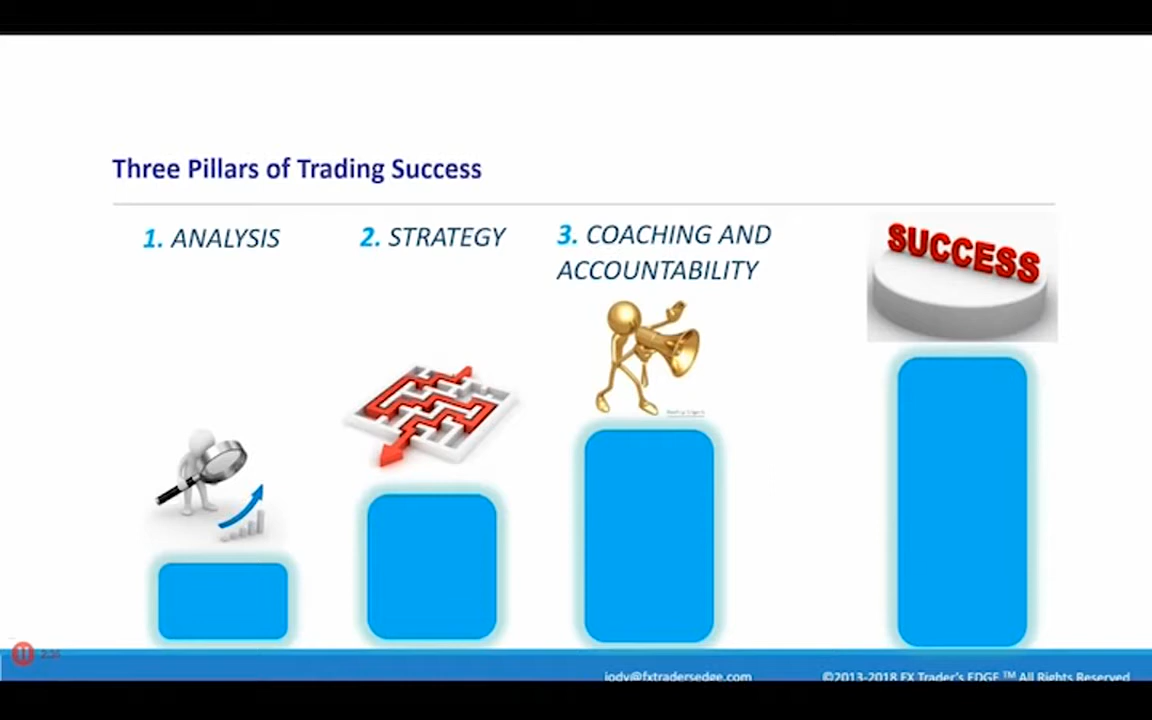 Three Pillars of Trading Success
1. ANALYSIS
2. STRATEGY
3. COACHING AND
ACCOUNTABILITY
SUCCESS
jody@fxtradersedge.com
©2013-2018 FX Trader's EDGE ™ All Rights Reserved